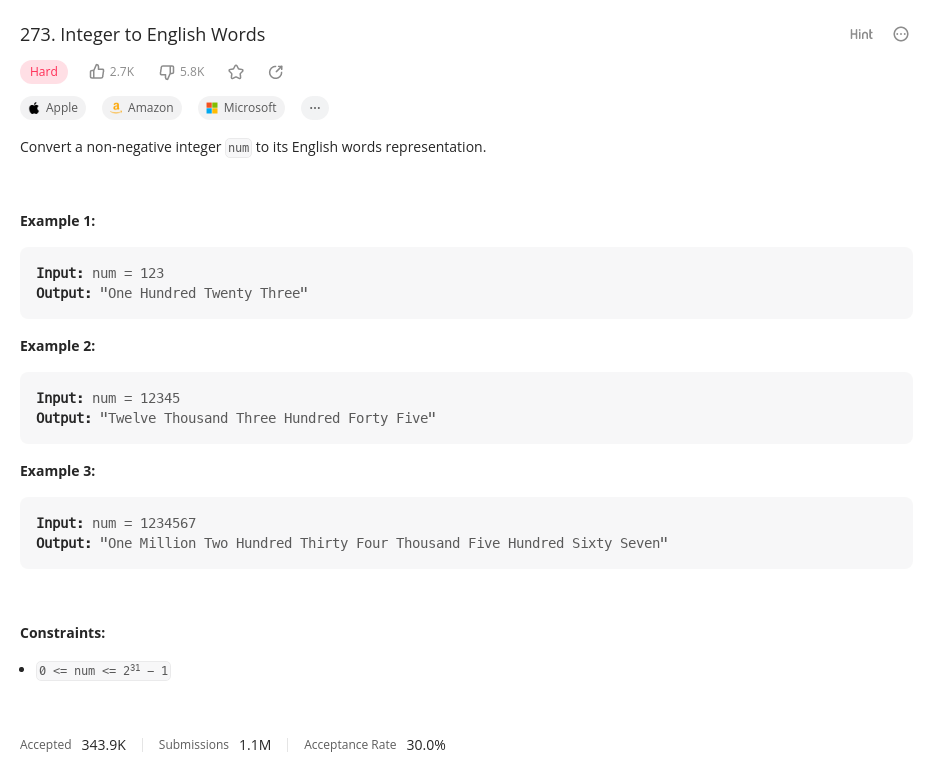 273. Integer to English Words
Hint
Hard 2.7K 5.8K
Apple Amazon Microsoft ...
Convert a non-negative integer num to its English words representation.
Example 1:
Input: num = 123
Output: "One Hundred Twenty Three"
Example 2:
Input: num = 12345
Output: "Twelve Thousand Three Hundred Forty Five"
Example 3:
Input: num = 1234567
Output: "One Million Two Hundred Thirty Four Thousand Five Hundred Sixty Seven"
Constraints:
• 0 <= num <= 2³¹ − 1
Accepted 343.9K Submissions 1.1M Acceptance Rate 30.0%